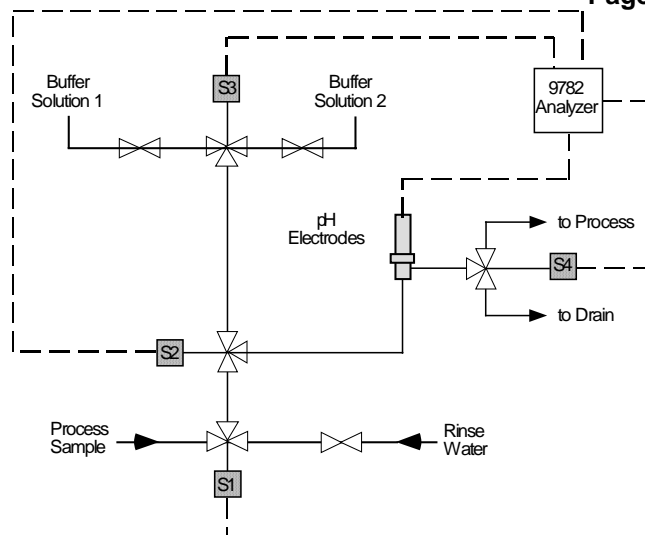 Page
S3
Buffer
Solution 1
Buffer
Solution 2
9782
Analyzer
pH
Electrodes
to Process
S4
to Drain
S2
Process
Sample
Rinse
Water
S1